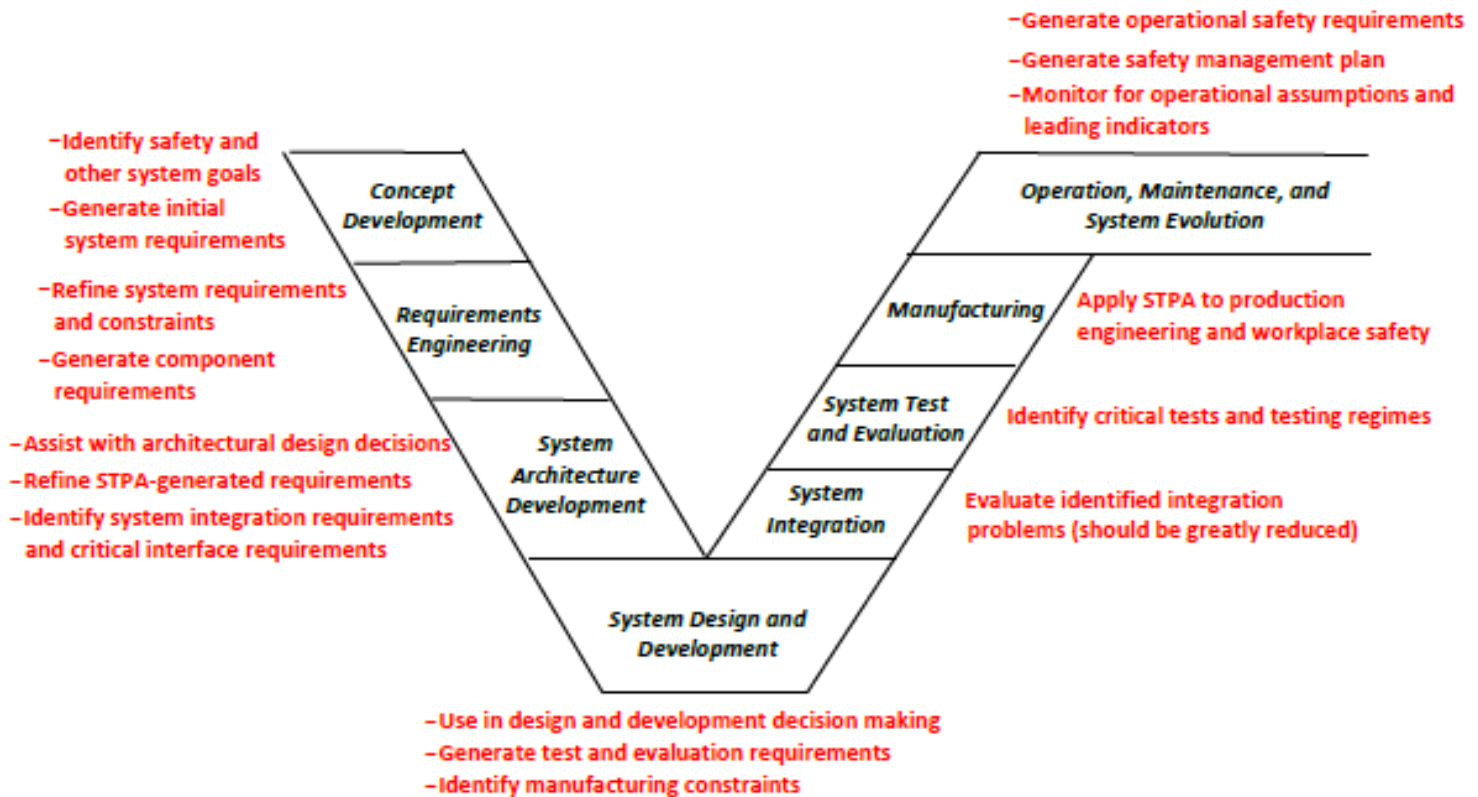 –Generate operational safety requirements
–Generate safety management plan
–Monitor for operational assumptions and
leading indicators
–Identify safety and
other system goals
–Generate initial
system requirements
Concept
Development
Operation, Maintenance, and
System Evolution
–Refine system requirements
and constraints
–Generate component
requirements
Requirements
Engineering
Manufacturing
Apply STPA to production
engineering and workplace safety
–Assist with architectural design decisions
–Refine STPA-generated requirements
–Identify system integration requirements
and critical interface requirements
System
Architecture
Development
System Test
and Evaluation
Identify critical tests and testing regimes
System
Integration
Evaluate identified integration
problems (should be greatly reduced)
System Design and
Development
–Use in design and development decision making
–Generate test and evaluation requirements
–Identify manufacturing constraints